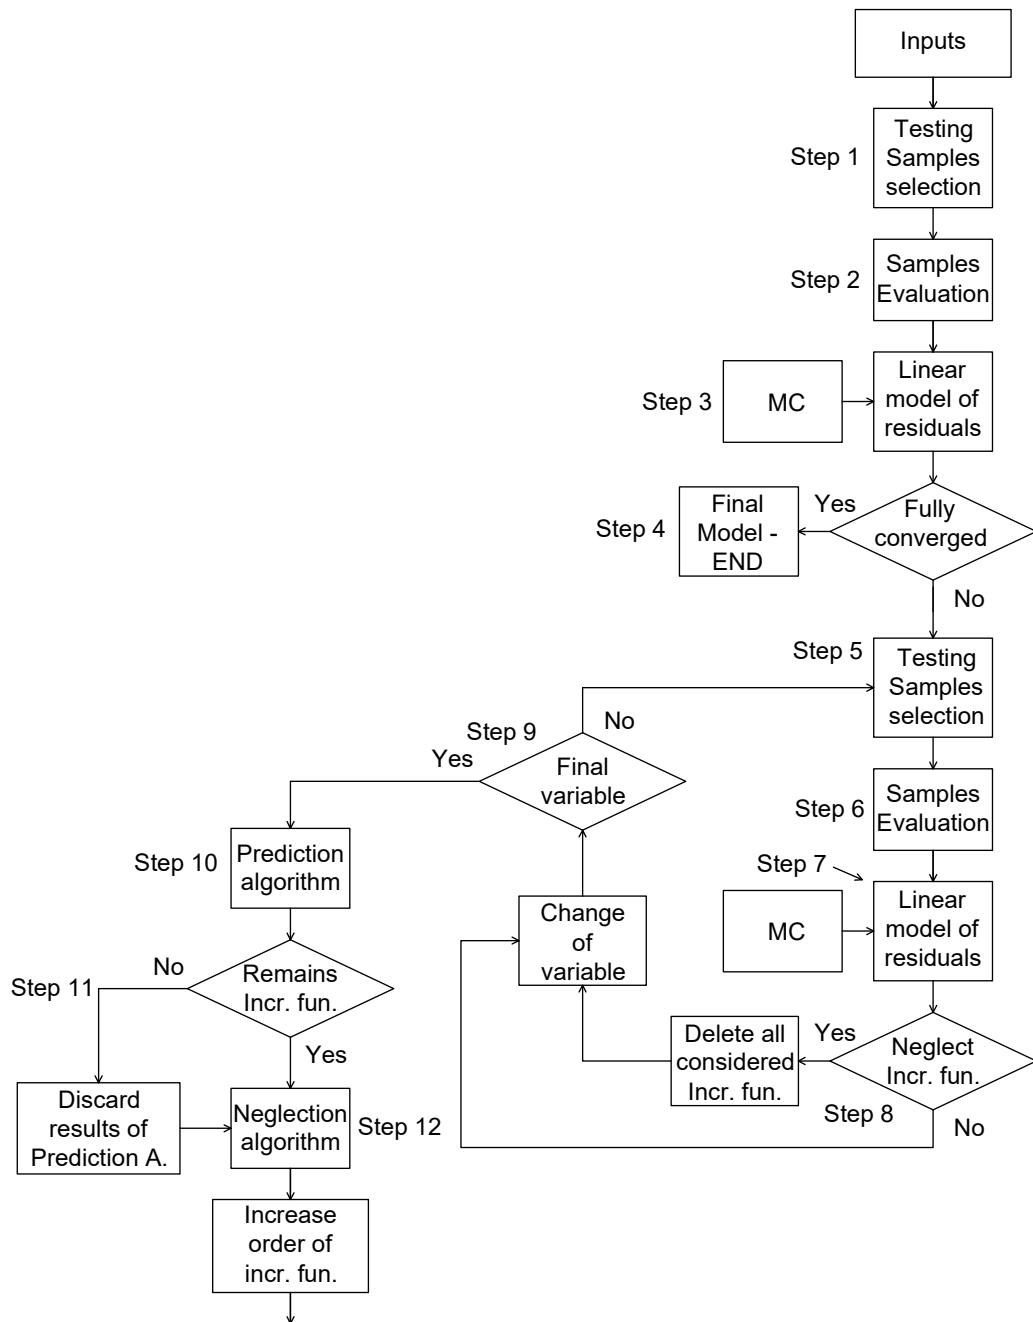 Inputs
Step 1
Testing
Samples
selection
Step 2
Samples
Evaluation
Step 3
MC
Linear
model of
residuals
Step 4
Final
Model -
END
Yes
Fully
converged
No
Step 5
Testing
Samples
selection
Step 9
No
Yes
Final
variable
Step 6
Samples
Evaluation
Step 10
Prediction
algorithm
Step 7
Change
of
variable
MC
Linear
model of
residuals
No
Remains
Incr. fun.
Step 11
Yes
Delete all
considered
Incr. fun.
Yes
Neglect
Incr. fun.
Step 8
No
Discard
results of
Prediction A.
Neglection
algorithm
Step 12
Increase
order of
incr. fun.